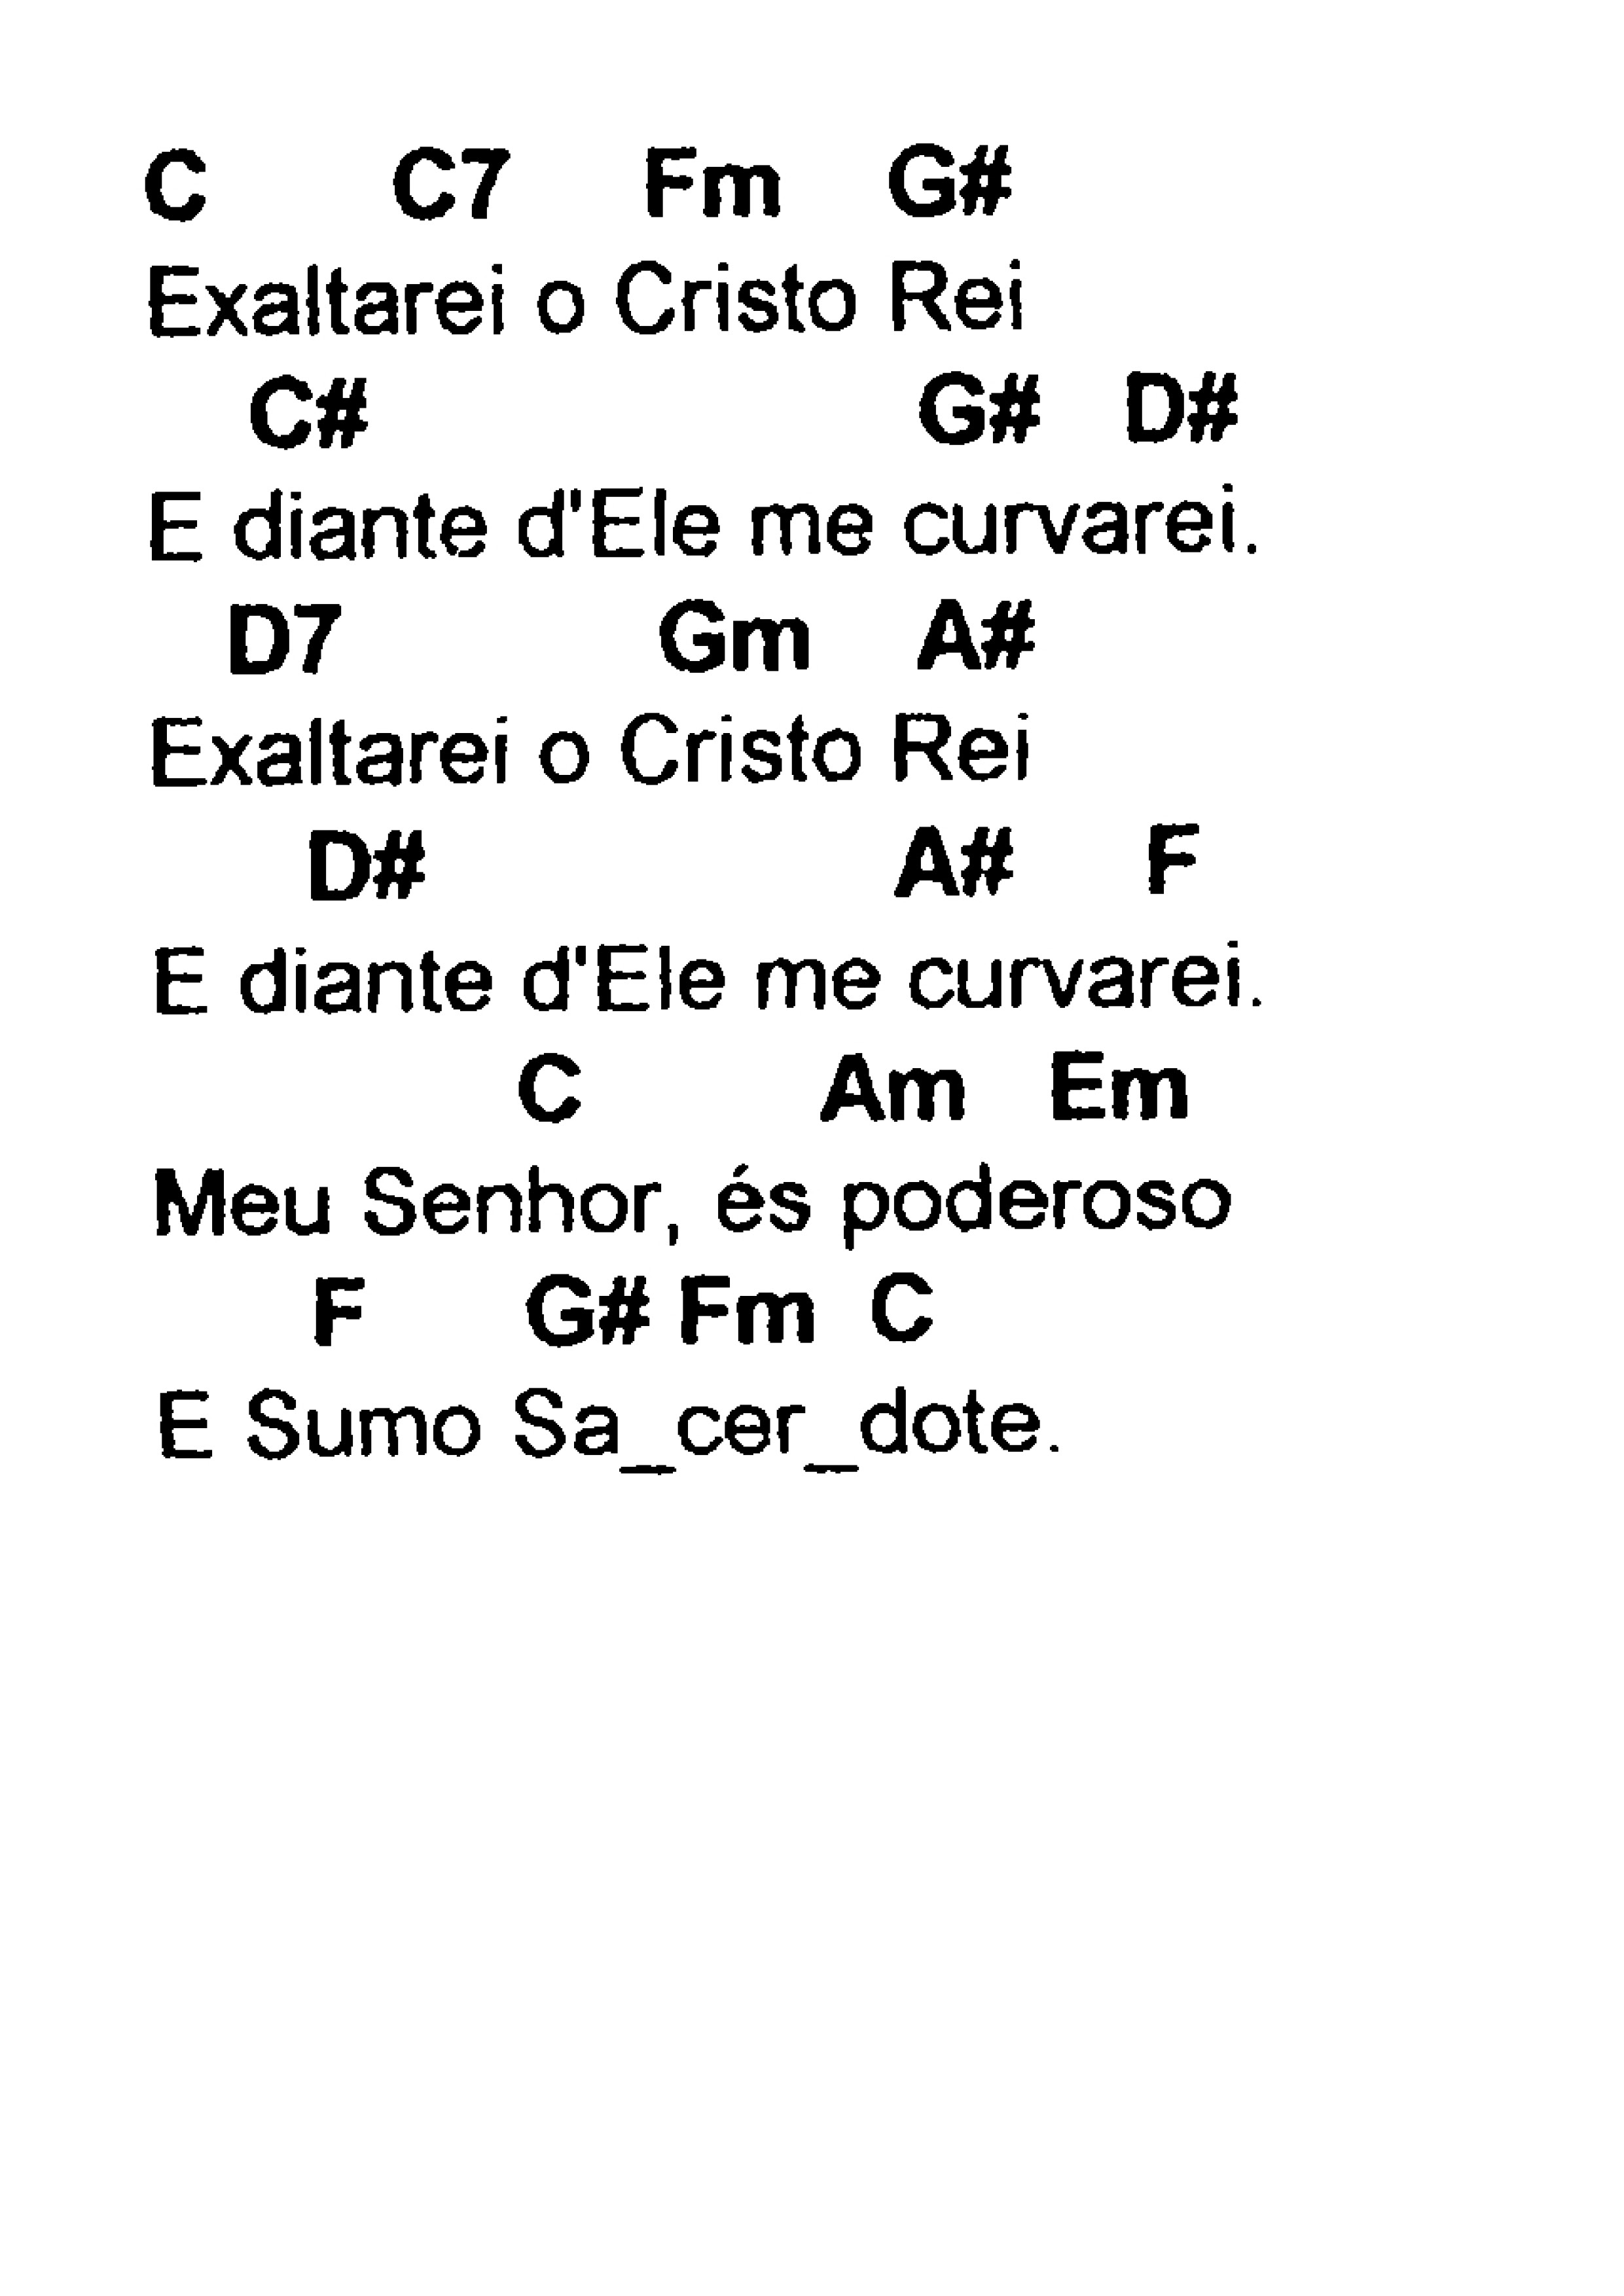 C C7 Fm G#
Exaltarei o Cristo Rei
C# G# D#
E diante d'Ele me curvarei.
D7 Gm A#
Exaltarei o Cristo Rei
D# A# F
E diante d'Ele me curvarei.
C Am Em
Meu Senhor, és poderoso
F G# Fm C
E Sumo Sa_cer_dote.